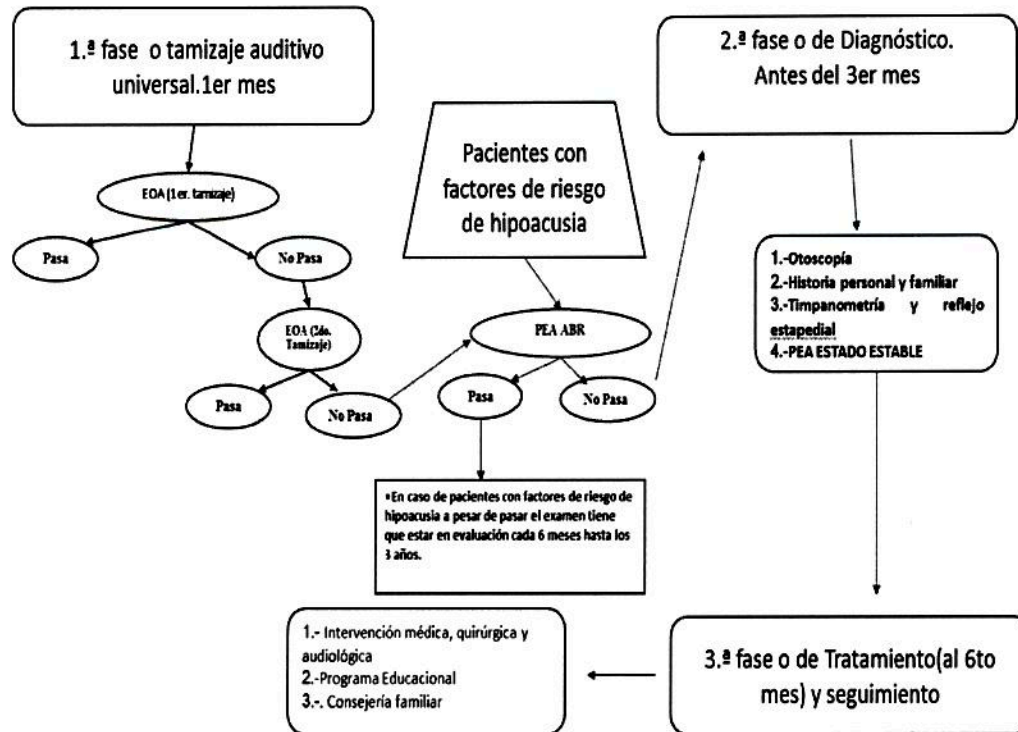 1.ª fase o tamizaje auditivo
universal.1er mes
EOA (1er. tamizaje)
Pasa
No Pasa
EOA (2do.
Tamizaje)
Pasa
No Pasa
Pacientes con
factores de riesgo
de hipoacusia
PEA ABR
Pasa
No Pasa
*En caso de pacientes con factores de riesgo de
hipoacusia a pesar de pasar el examen tiene
que estar en evaluación cada 6 meses hasta los
3 años.
2.ª fase o de Diagnóstico.
Antes del 3er mes
1.-Otoscopía
2.-Historia personal y familiar
3.-Timpanometría y reflejo
estapedial
4.-PEA ESTADO ESTABLE
3.ª fase o de Tratamiento(al 6to
mes) y seguimiento
1.- Intervención médica, quirúrgica y
audiológica
2.-Programa Educacional
3.-. Consejería familiar